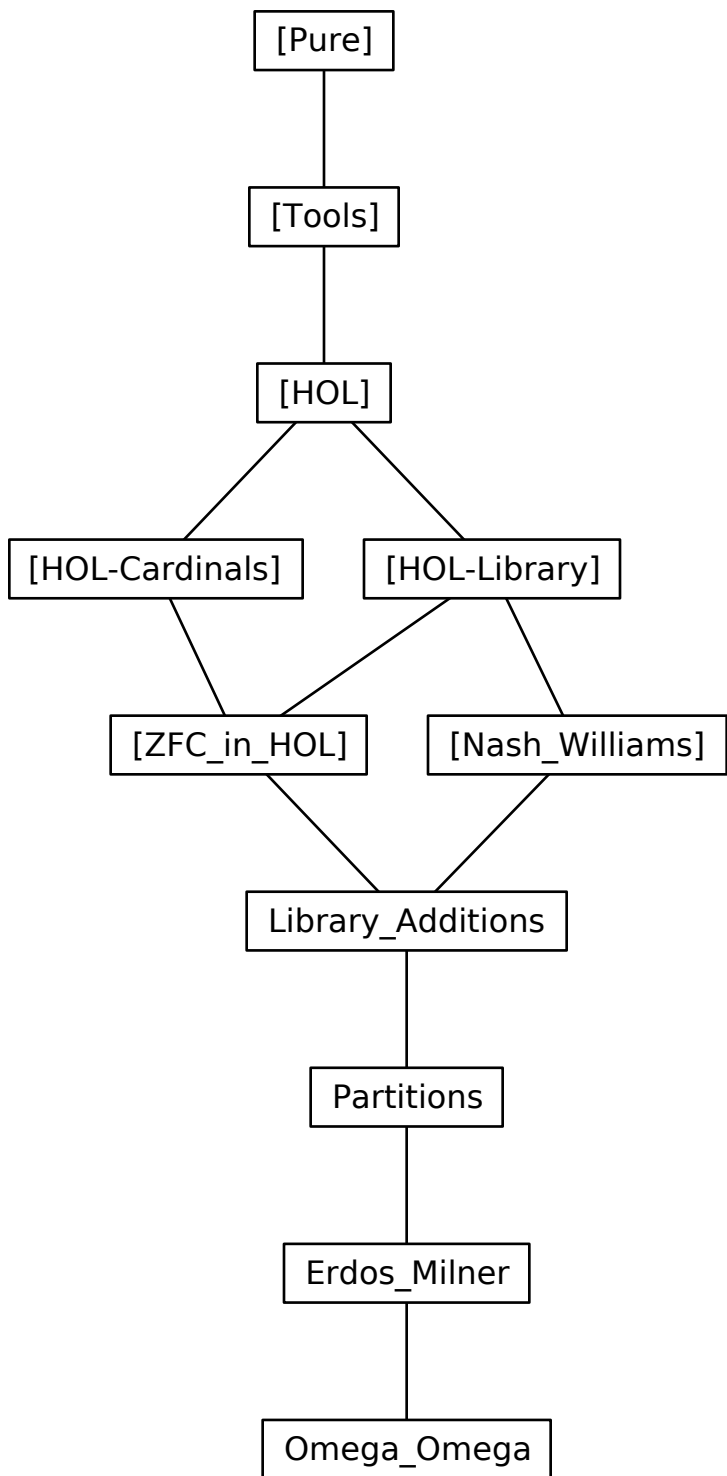 [Pure]
[Tools]
[HOL]
[HOL-Cardinals]
[HOL-Library]
[ZFC_in_HOL]
[Nash_Williams]
Library_Additions
Partitions
Erdos_Milner
Omega_Omega